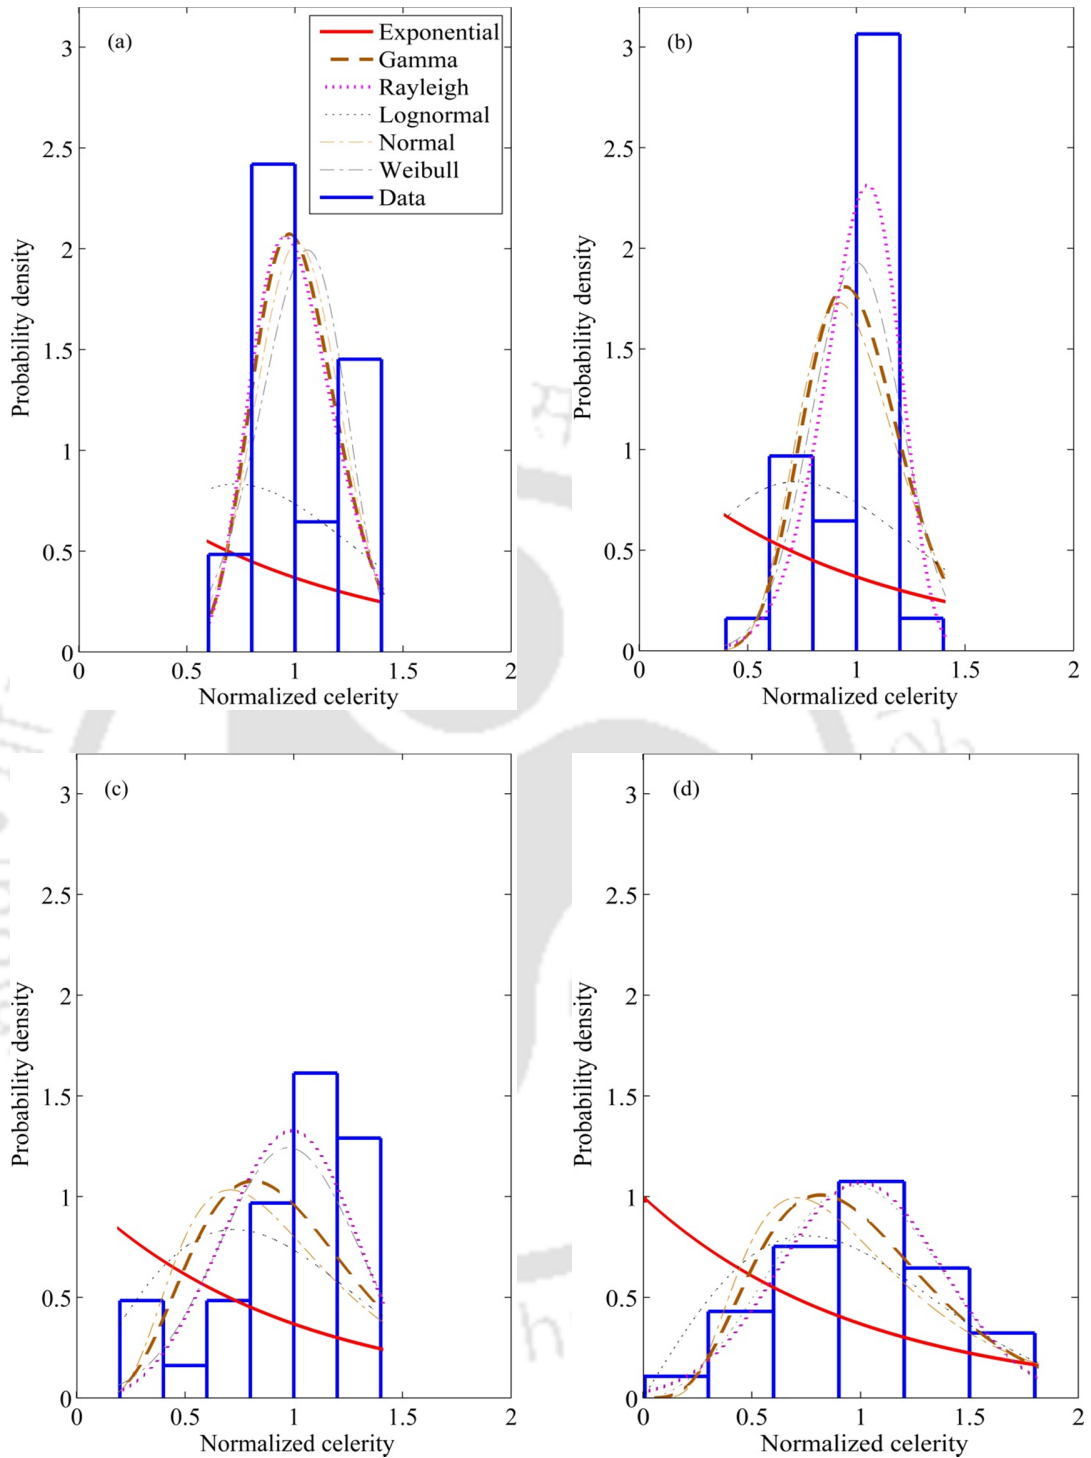 (a)
Exponential
Gamma
Rayleigh
Lognormal
Normal
Weibull
Data
3
2.5
2
1.5
1
0.5
0
0 0.5 1 1.5 2
Probability density
Normalized celerity
(b)
3
2.5
2
1.5
1
0.5
0
0 0.5 1 1.5 2
Probability density
Normalized celerity
(c)
3
2.5
2
1.5
1
0.5
0
0 0.5 1 1.5 2
Probability density
Normalized celerity
(d)
3
2.5
2
1.5
1
0.5
0
0 0.5 1 1.5 2
Probability density
Normalized celerity